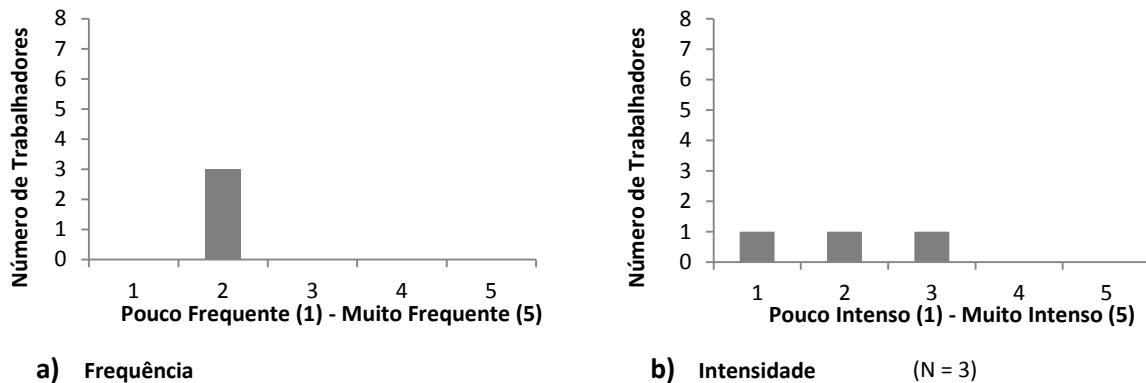 Número de Trabalhadores
8
7
6
5
4
3
2
1
0
1 2 3 4 5
Pouco Frequente (1) - Muito Frequente (5)
a) Frequência
Número de Trabalhadores
8
7
6
5
4
3
2
1
0
1 2 3 4 5
Pouco Intenso (1) - Muito Intenso (5)
b) Intensidade (N = 3)